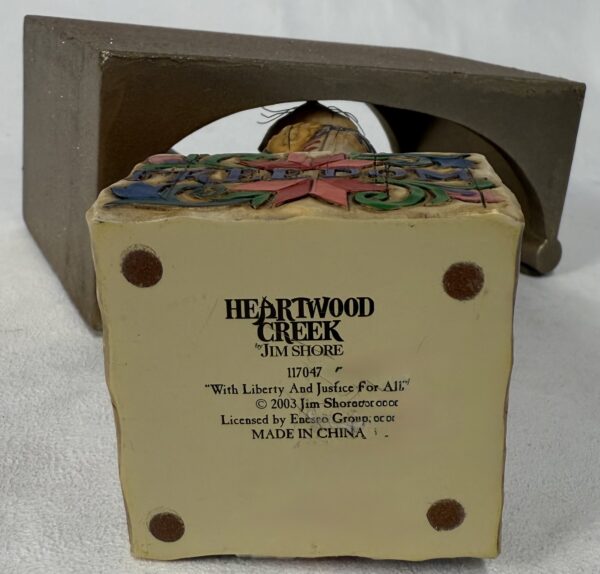 FREEDOM
HEARTWOOD
CREEK
by JIM SHORE
117047
"With Liberty And Justice For All"
© 2003 Jim Shore
Licensed by Enesco Group,
MADE IN CHINA